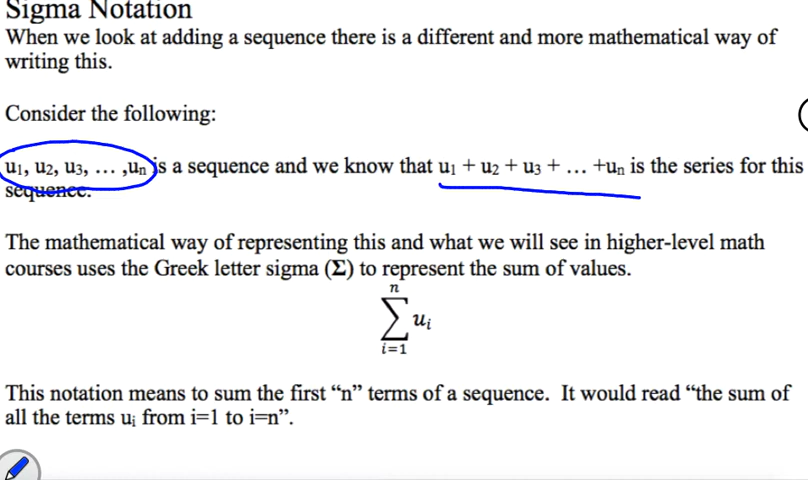 Sigma Notation
When we look at adding a sequence there is a different and more mathematical way of
writing this.
Consider the following:
u₁, u₂, u₃, … ,uₙ is a sequence and we know that u₁ + u₂ + u₃ + … +uₙ is the series for this
sequence.
The mathematical way of representing this and what we will see in higher-level math
courses uses the Greek letter sigma (Σ) to represent the sum of values.
n
∑ uᵢ
i=1
This notation means to sum the first “n” terms of a sequence. It would read “the sum of
all the terms uᵢ from i=1 to i=n”.